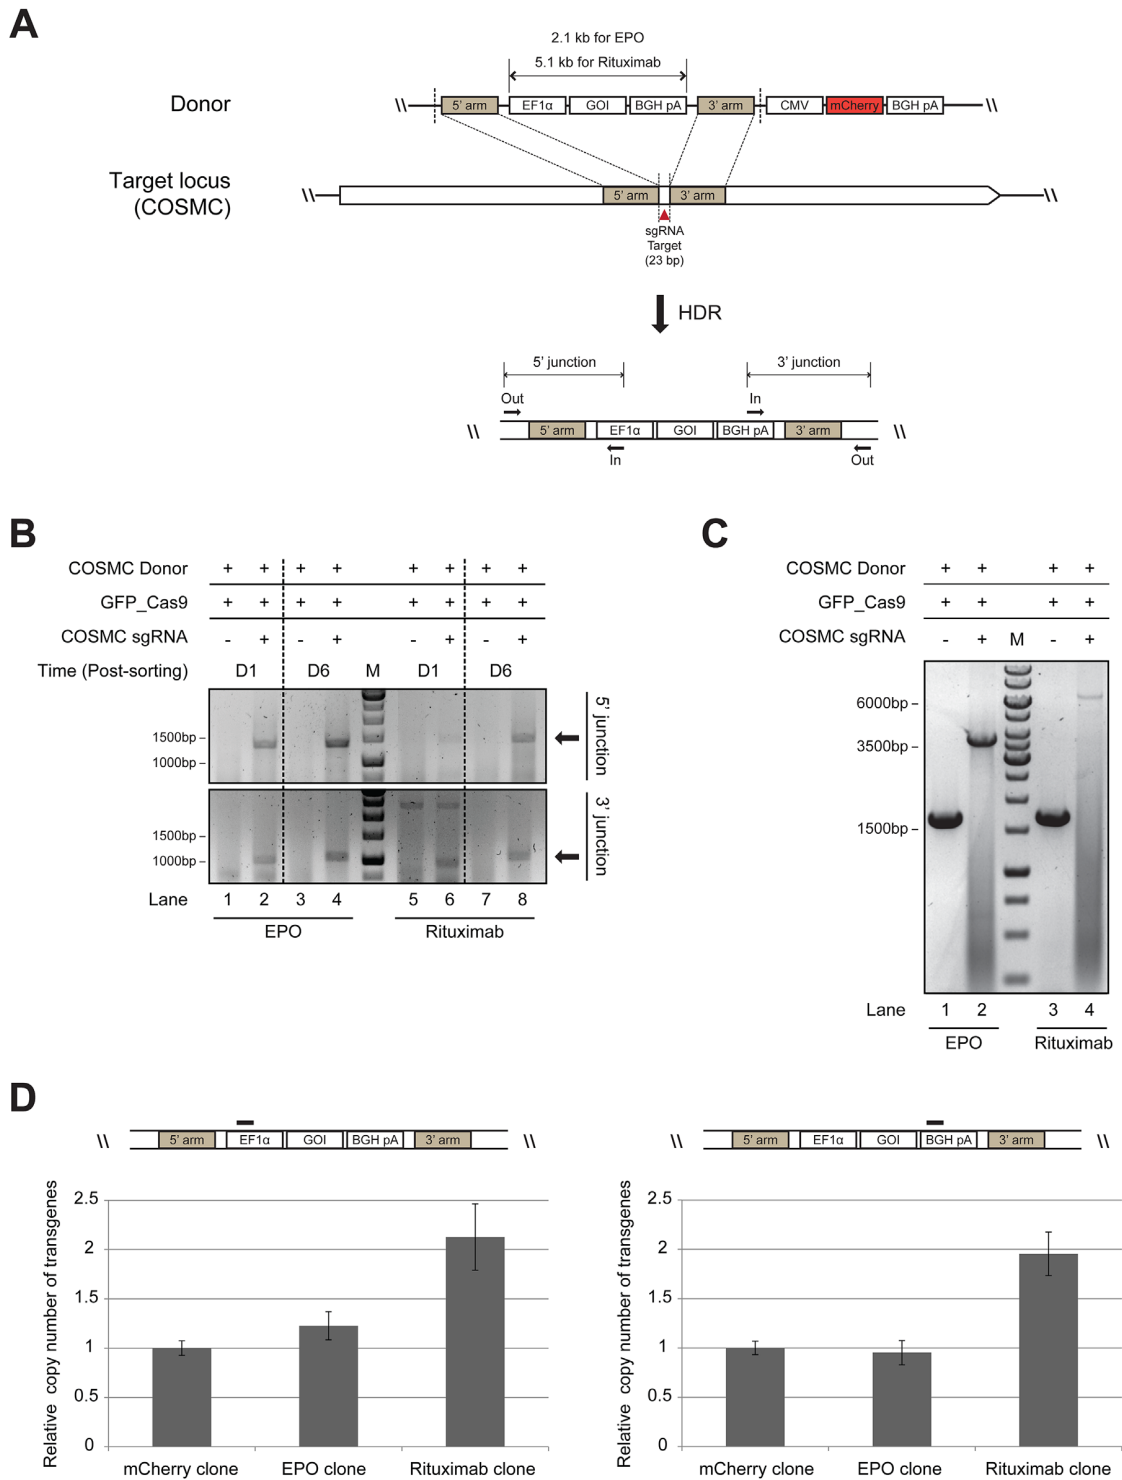 A
2.1 kb for EPO
5.1 kb for Rituximab
Donor
\\ 5’ arm EF1α GOI BGH pA 3’ arm CMV mCherry BGH pA \\
Target locus
(COSMC)
\\ 5’ arm 3’ arm \\
sgRNA
Target
(23 bp)
HDR
5’ junction 3’ junction
Out In
\\ 5’ arm EF1α GOI BGH pA 3’ arm \\
In Out
B
COSMC Donor + + + + + + + +
GFP_Cas9 + + + + + + + +
COSMC sgRNA - + - + - + - +
Time (Post-sorting) D1 D6 M D1 D6
1500bp
1000bp
5’ junction
1500bp
1000bp
3’ junction
Lane 1 2 3 4 5 6 7 8
EPO Rituximab
C
COSMC Donor + + + +
GFP_Cas9 + + + +
COSMC sgRNA - + M - +
6000bp
3500bp
1500bp
Lane 1 2 3 4
EPO Rituximab
D
\\ 5’ arm EF1α GOI BGH pA 3’ arm \\
Relative copy number of transgenes
2.5
2
1.5
1
0.5
0
mCherry clone EPO clone Rituximab clone
\\ 5’ arm EF1α GOI BGH pA 3’ arm \\
Relative copy number of transgenes
2.5
2
1.5
1
0.5
0
mCherry clone EPO clone Rituximab clone